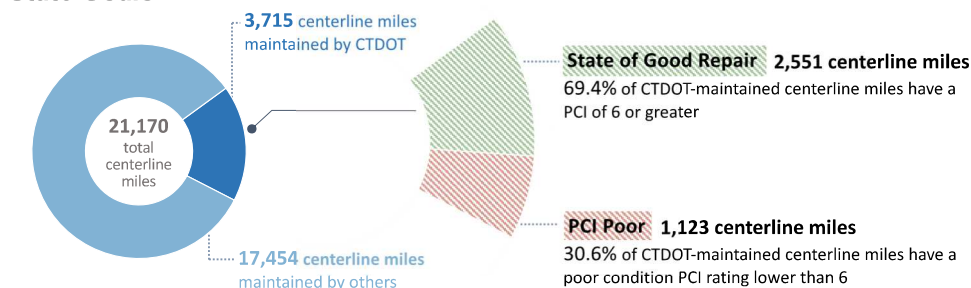 3,715 centerline miles
maintained by CTDOT
21,170
total
centerline
miles
17,454 centerline miles
maintained by others
State of Good Repair 2,551 centerline miles
69.4% of CTDOT-maintained centerline miles have a
PCI of 6 or greater
PCI Poor 1,123 centerline miles
30.6% of CTDOT-maintained centerline miles have a
poor condition PCI rating lower than 6